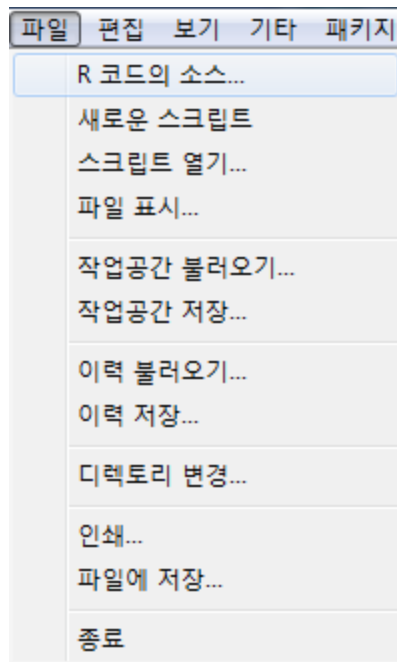 파일 편집 보기 기타 패키지
R 코드의 소스...
새로운 스크립트
스크립트 열기...
파일 표시...
작업공간 불러오기...
작업공간 저장...
이력 불러오기...
이력 저장...
디렉토리 변경...
인쇄...
파일에 저장...
종료